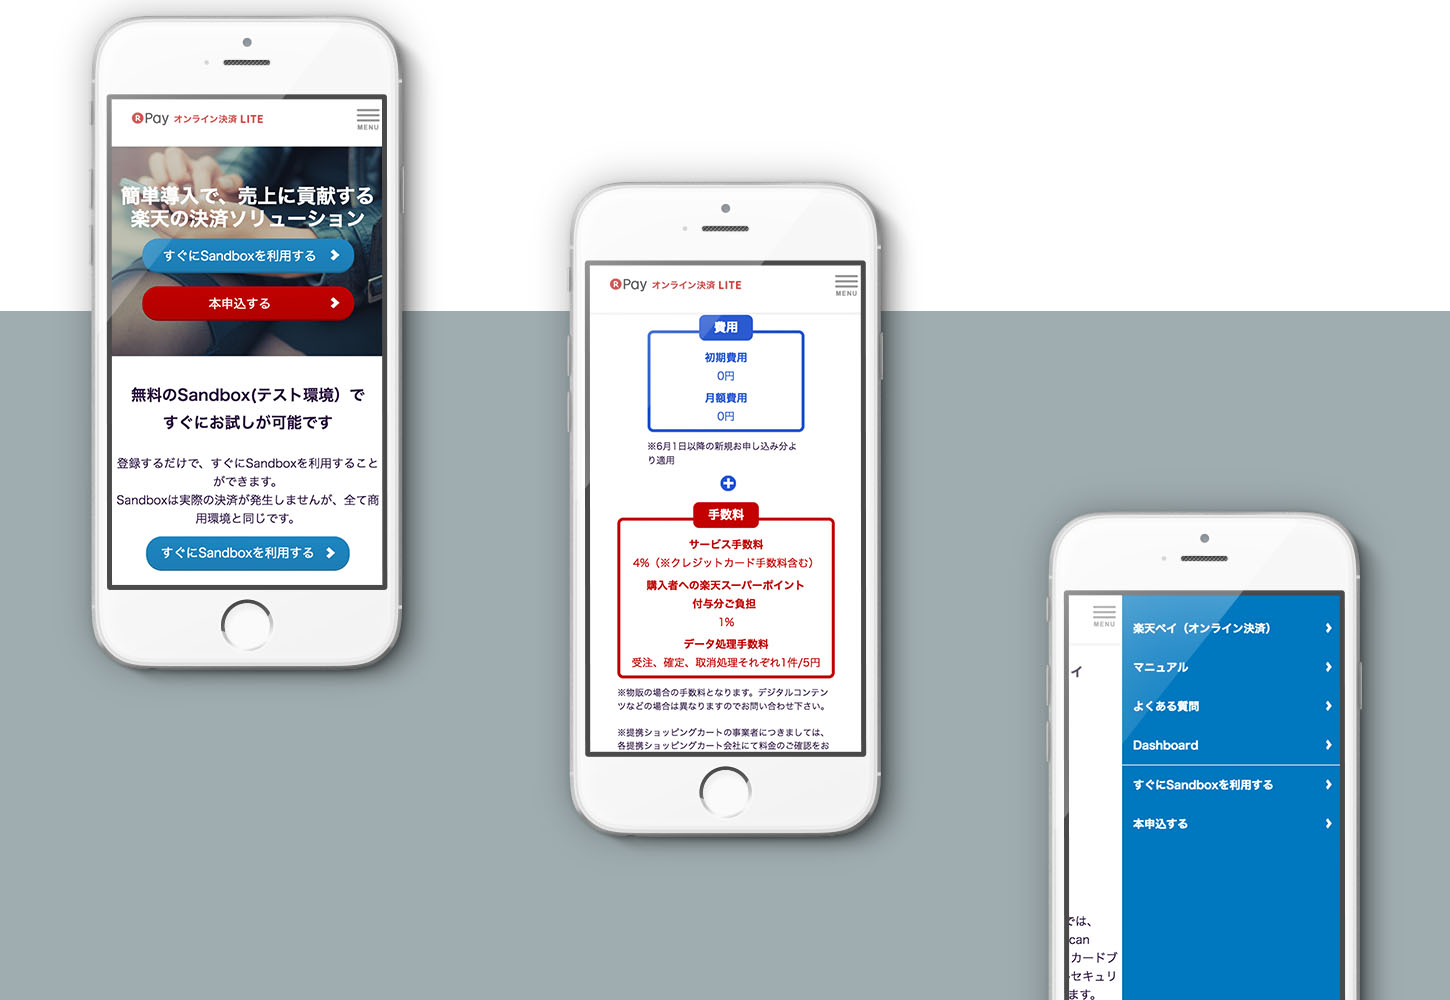 R Pay オンライン決済 LITE
MENU
簡単導入で、売上に貢献する
楽天の決済ソリューション
すぐにSandboxを利用する
本申込する
無料のSandbox(テスト環境）で
すぐにお試しが可能です
登録するだけで、すぐにSandboxを利用すること
ができます。
Sandboxは実際の決済が発生しませんが、全て商
用環境と同じです。
すぐにSandboxを利用する
R Pay オンライン決済 LITE
MENU
費用
初期費用
0円
月額費用
0円
※6月1日以降の新規お申し込み分よ
り適用
手数料
サービス手数料
4%（※クレジットカード手数料含む）
購入者への楽天スーパーポイント
付与分ご負担
1%
データ処理手数料
受注、確定、取消処理それぞれ1件/5円
※物販の場合の手数料となります。デジタルコンテン
ツなどの場合は異なりますのでお問い合わせ下さい。
※提携ショッピングカートの事業者につきましては、
各提携ショッピングカート会社にて料金のご確認をお
MENU
イ
では、
can
カードブ
セキュリ
ます。
楽天ペイ（オンライン決済）
マニュアル
よくある質問
Dashboard
すぐにSandboxを利用する
本申込する